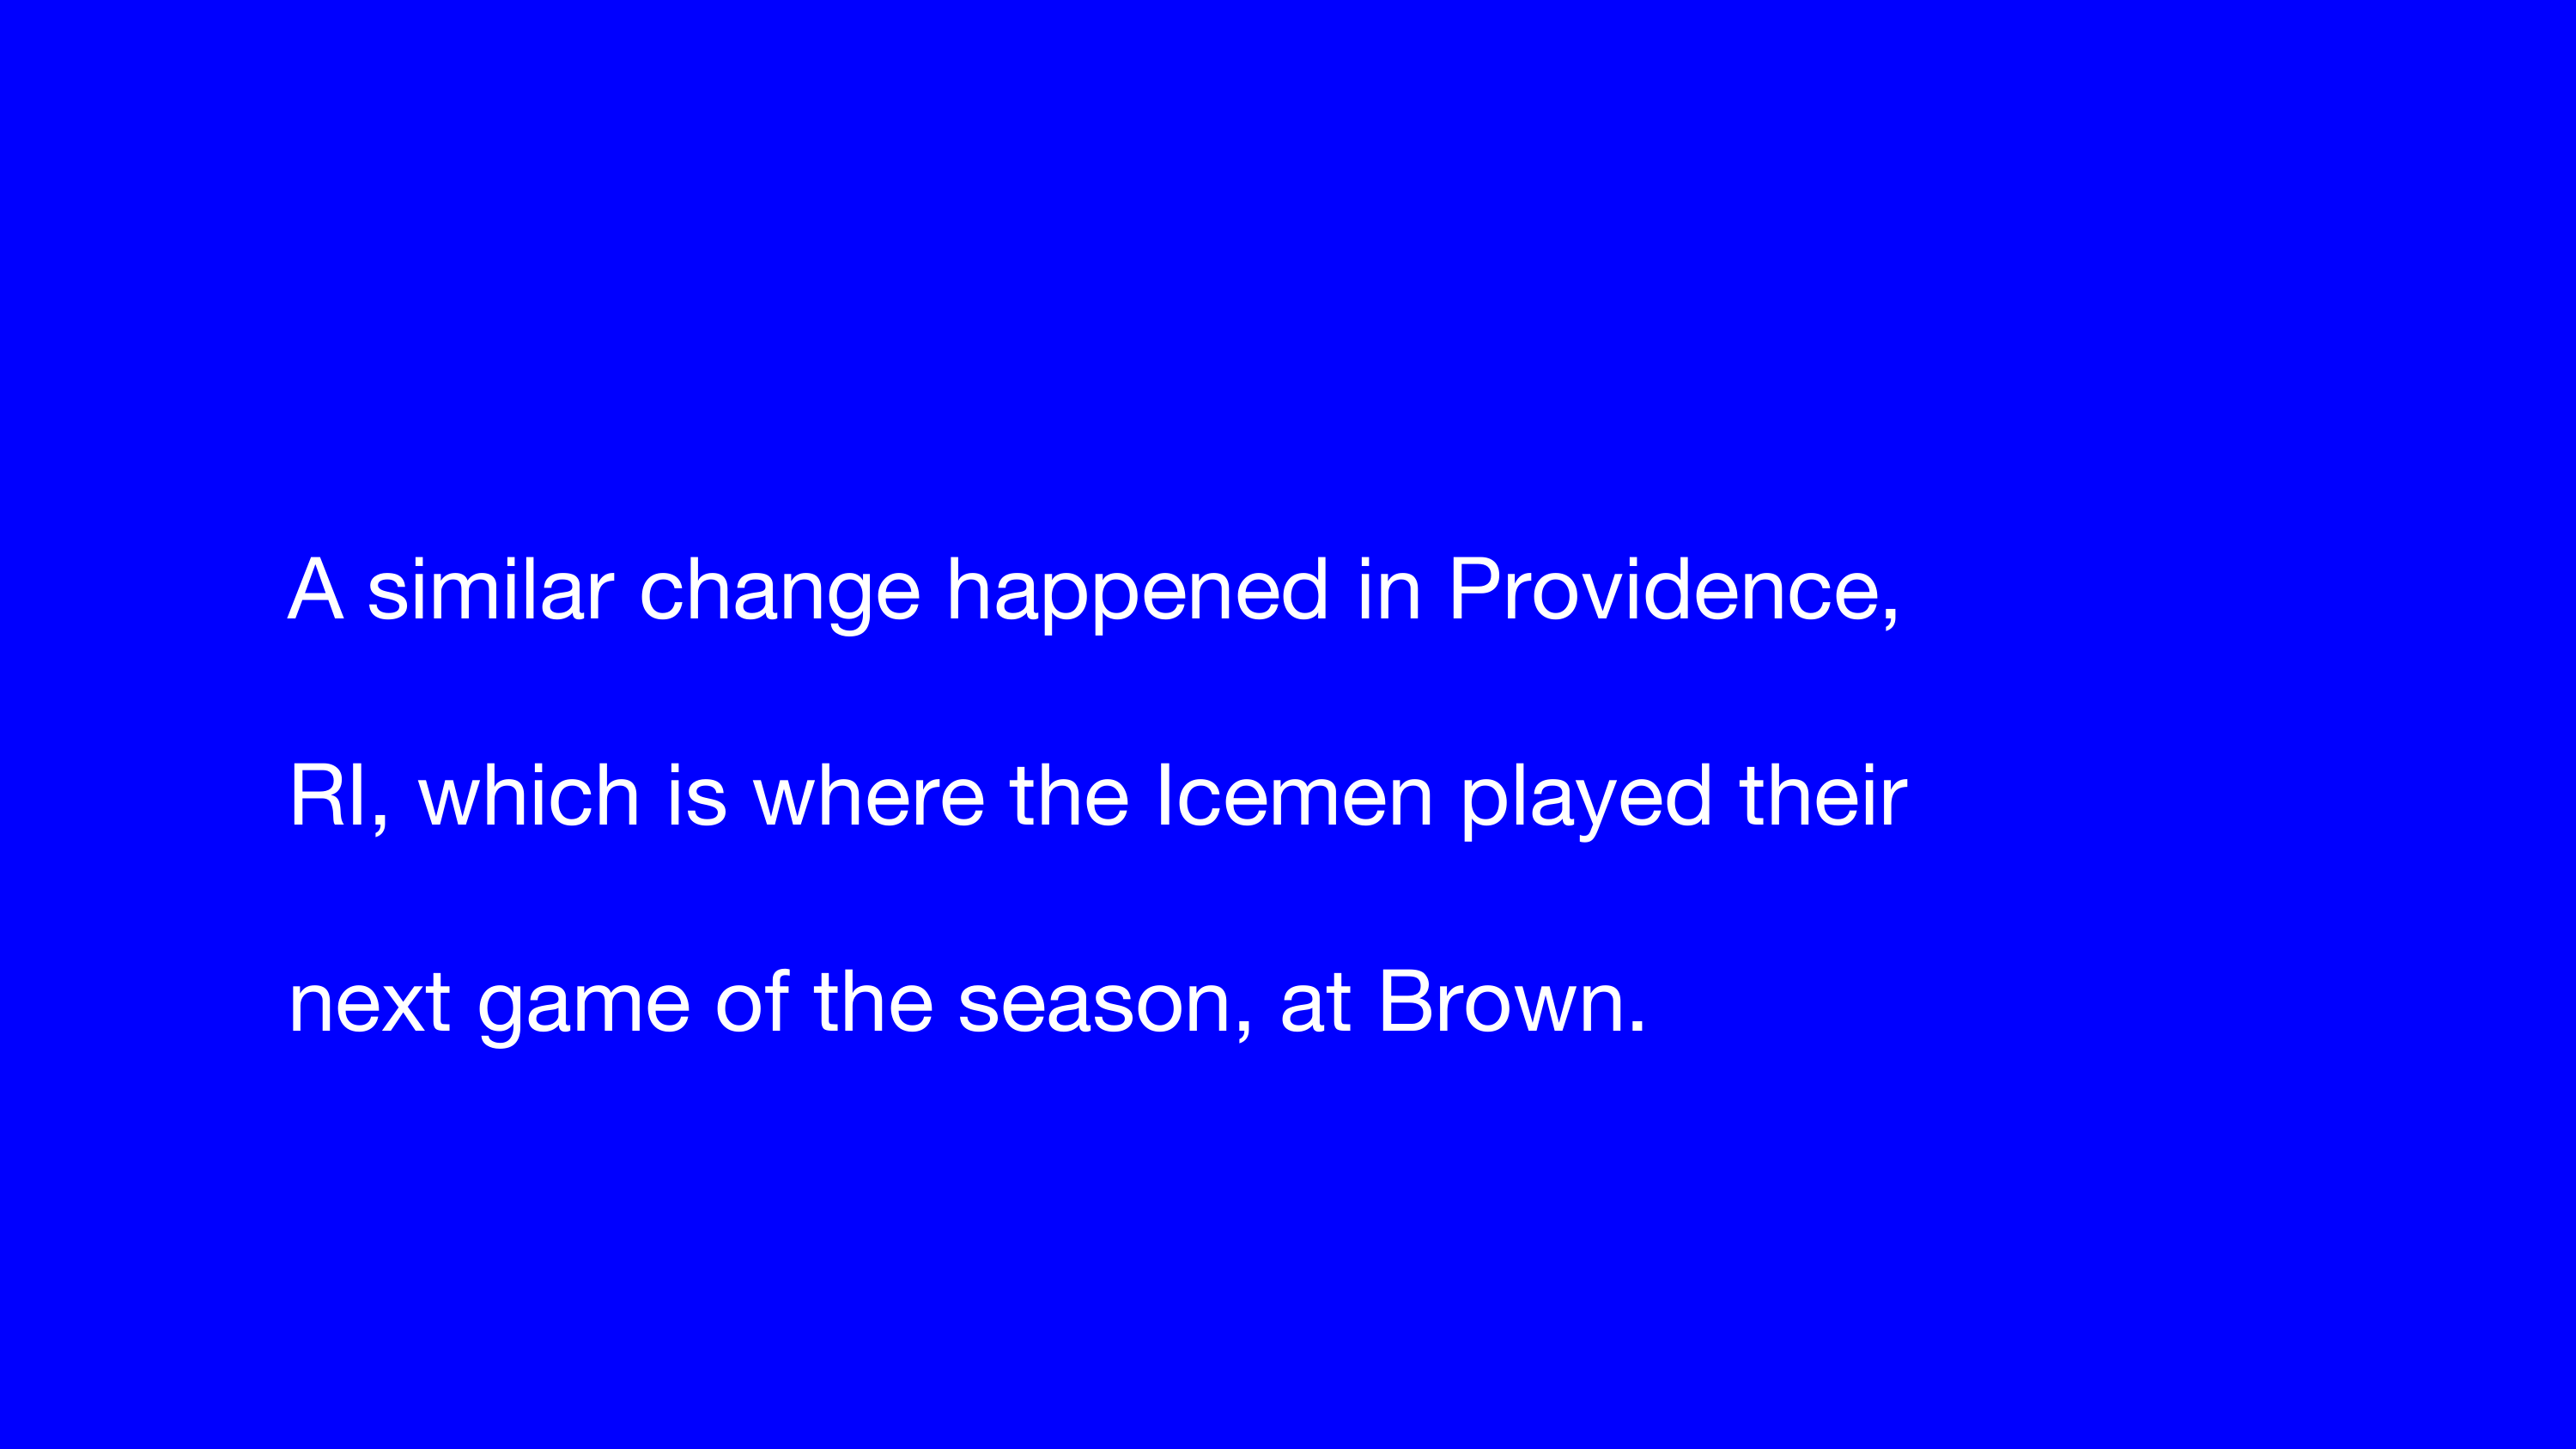 A similar change happened in Providence,
RI, which is where the Icemen played their
next game of the season, at Brown.